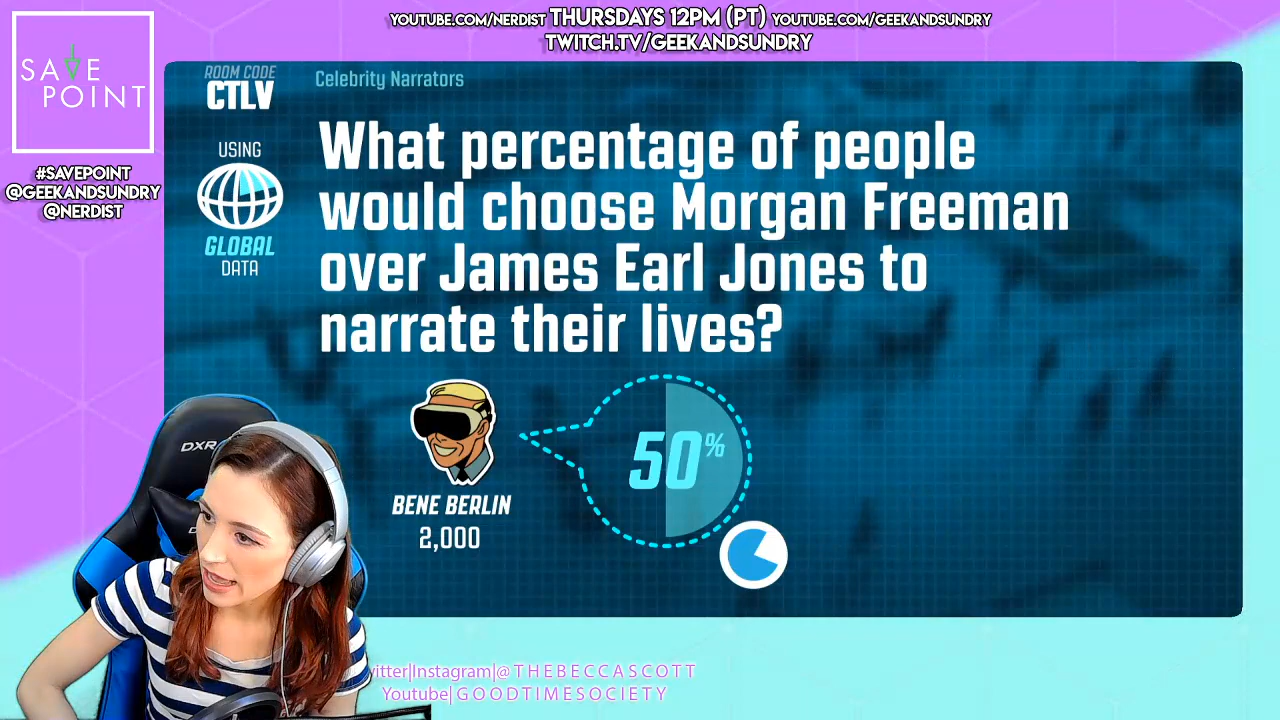 YOUTUBE.COM/NERDIST THURSDAYS 12PM (PT) YOUTUBE.COM/GEEKANDSUNDRY
TWITCH.TV/GEEKANDSUNDRY
SAVE
POINT
#SAVEPOINT
@GEEKANDSUNDRY
@NERDIST
ROOM CODE
CTLV
USING
GLOBAL
DATA
Celebrity Narrators
What percentage of people
would choose Morgan Freeman
over James Earl Jones to
narrate their lives?
50%
BENE BERLIN
2,000
DXR
itter|Instagram|@THEBECCASCOTT
Youtube|GOODTIMESOCIETY